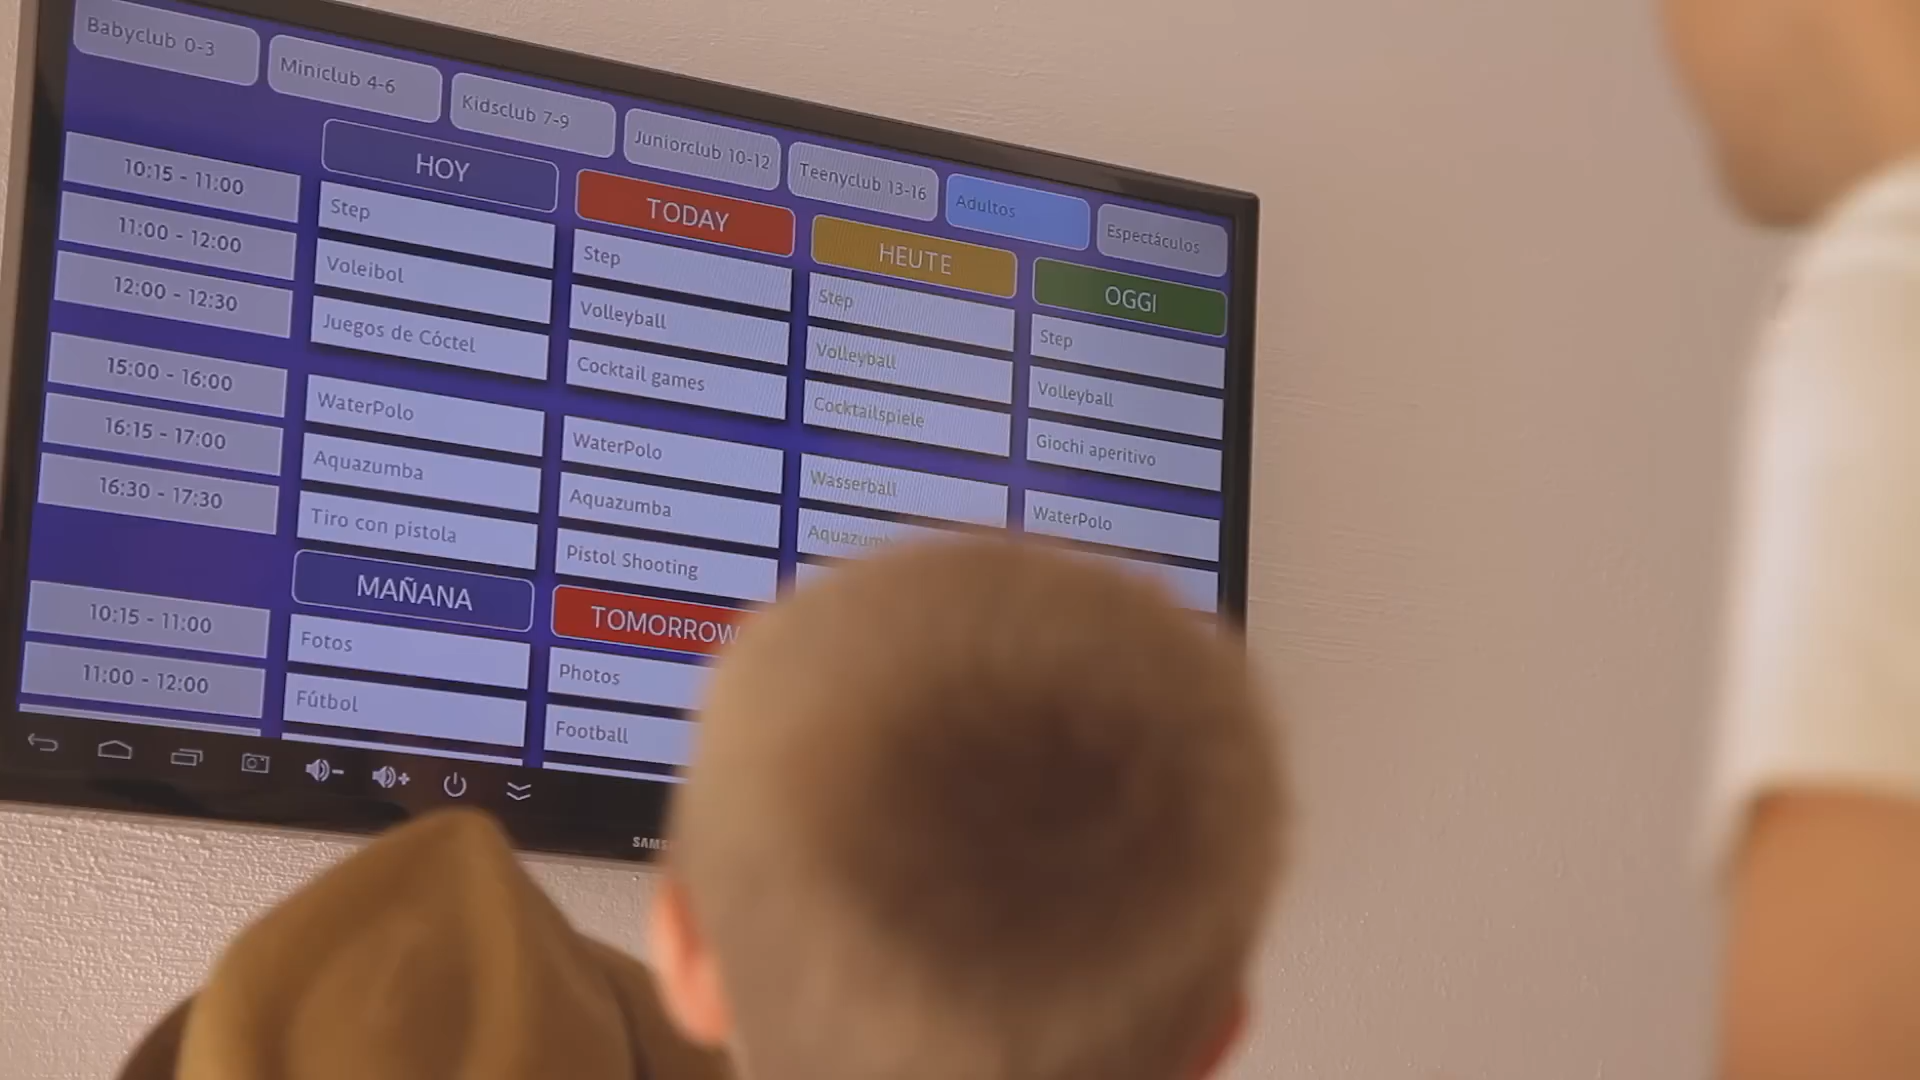 Babyclub 0-3
Miniclub 4-6
Kidsclub 7-9
Juniorclub 10-12
Teenyclub 13-16
Adultos
Espectáculos
HOY TODAY HEUTE OGGI
10:15 - 11:00 Step Step Step Step
11:00 - 12:00 Voleibol Volleyball Volleyball Volleyball
12:00 - 12:30 Juegos de Cóctel Cocktail games Cocktailspiele Giochi aperitivo
15:00 - 16:00 WaterPolo WaterPolo Wasserball WaterPolo
16:15 - 17:00 Aquazumba Aquazumba
16:30 - 17:30 Tiro con pistola Pistol Shooting
MAÑANA TOMORROW
10:15 - 11:00 Fotos Photos
11:00 - 12:00 Fútbol Football